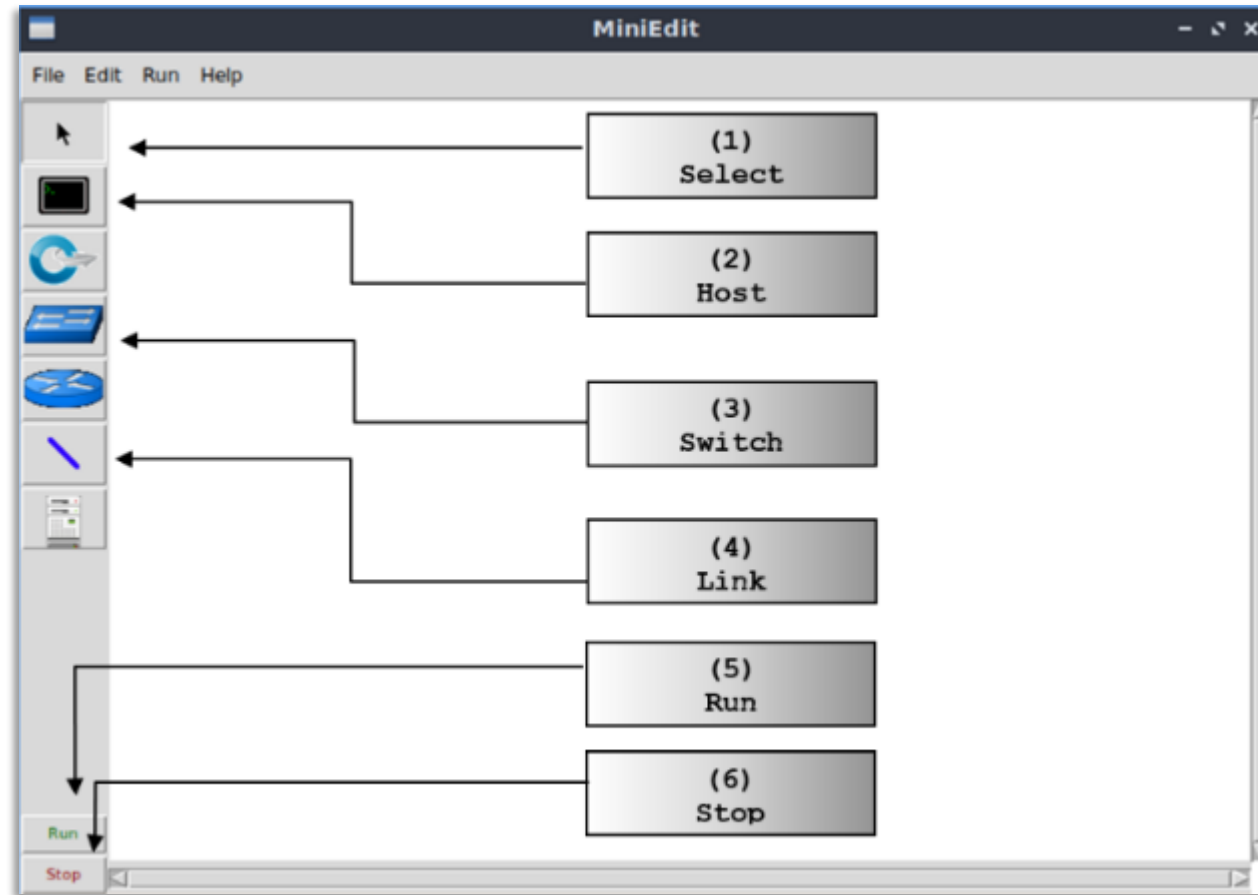 MiniEdit
File Edit Run Help
(1)
Select
(2)
Host
(3)
Switch
(4)
Link
(5)
Run
(6)
Stop
Run
Stop